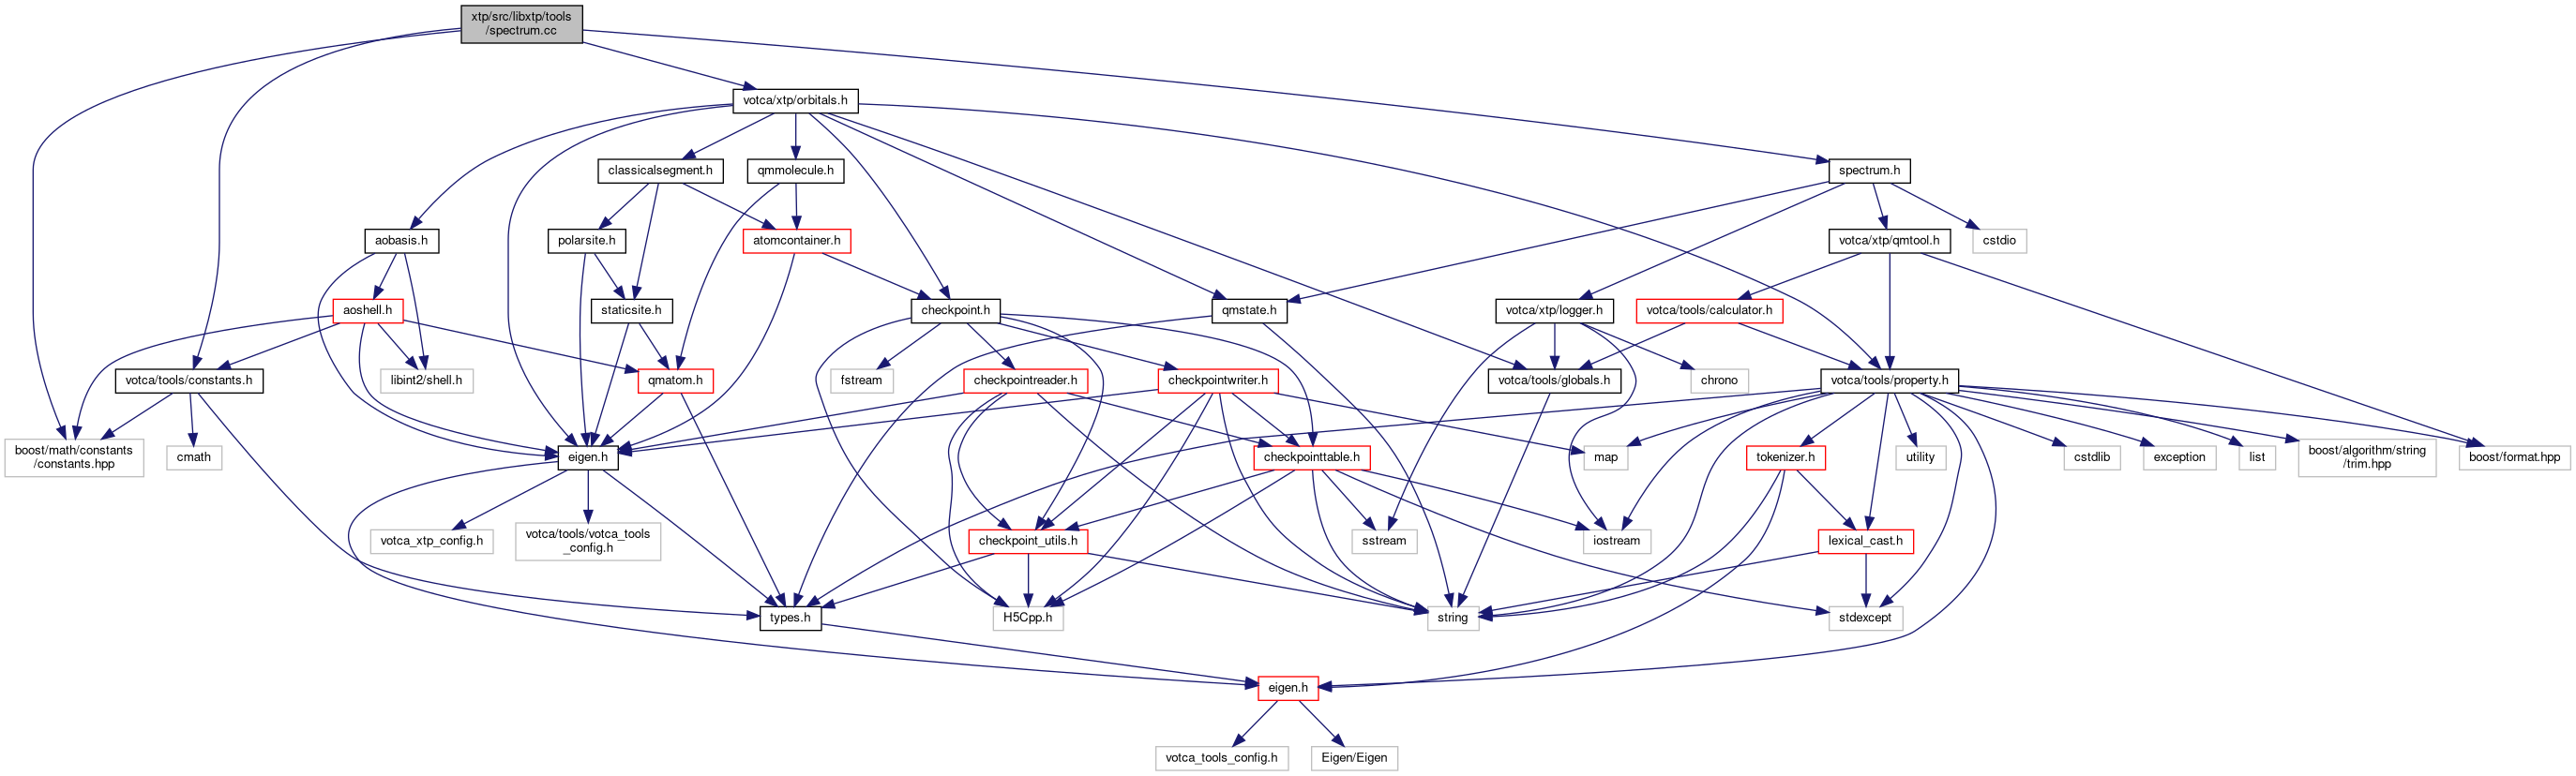 xtp/src/libxtp/tools
/spectrum.cc
votca/xtp/orbitals.h
classicalsegment.h
qmmolecule.h
spectrum.h
aobasis.h
polarsite.h
atomcontainer.h
votca/xtp/qmtool.h
cstdio
aoshell.h
staticsite.h
checkpoint.h
qmstate.h
votca/xtp/logger.h
votca/tools/calculator.h
votca/tools/constants.h
libint2/shell.h
qmatom.h
fstream
checkpointreader.h
checkpointwriter.h
votca/tools/globals.h
chrono
votca/tools/property.h
boost/math/constants
/constants.hpp
cmath
eigen.h
checkpointtable.h
map
tokenizer.h
utility
cstdlib
exception
list
boost/algorithm/string
/trim.hpp
boost/format.hpp
votca_xtp_config.h
votca/tools/votca_tools
_config.h
checkpoint_utils.h
sstream
iostream
lexical_cast.h
types.h
H5Cpp.h
string
stdexcept
eigen.h
votca_tools_config.h
Eigen/Eigen